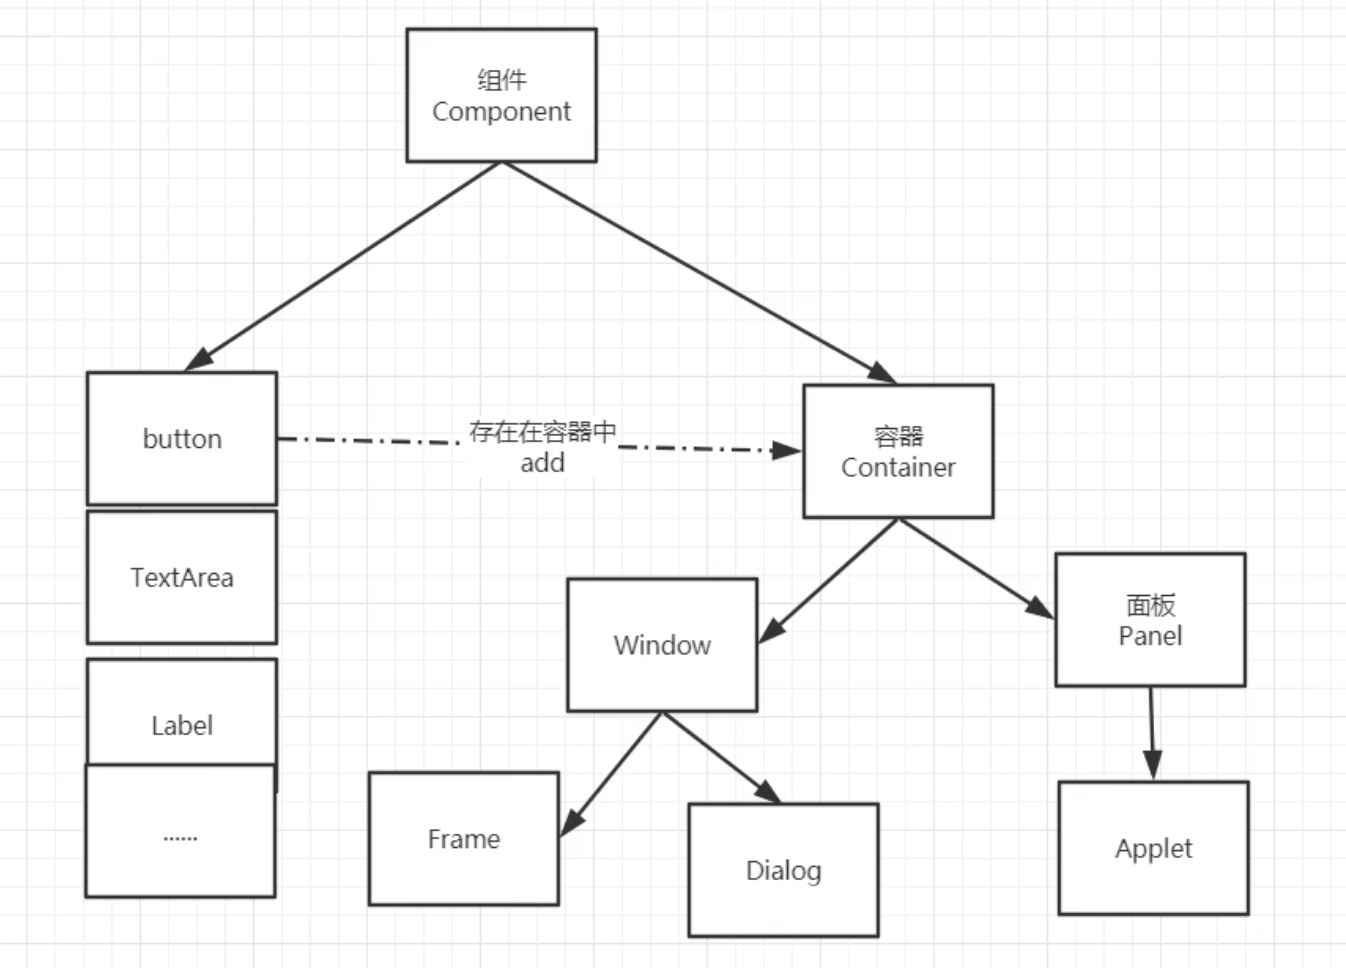 组件
Component
button
存在在容器中
add
容器
Container
TextArea
Window
面板
Panel
Label
Frame
Dialog
Applet
......